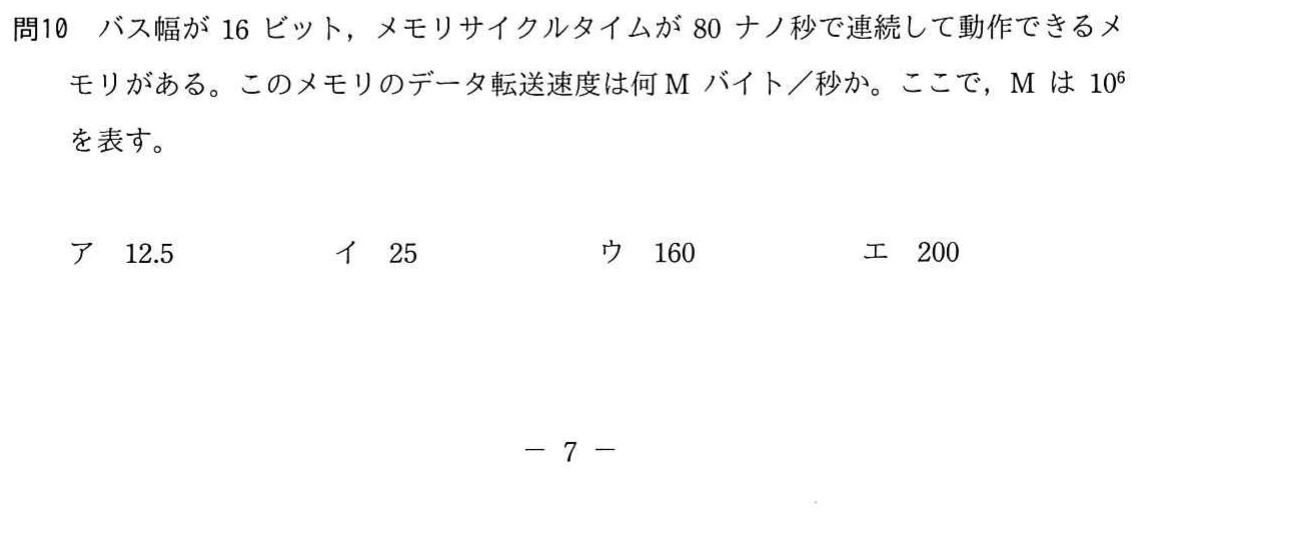 問10 バス幅が 16 ビット，メモリサイクルタイムが 80 ナノ秒で連続して動作できるメ
モリがある。このメモリのデータ転送速度は何 M バイト／秒か。ここで，M は 10⁶
を表す。
ア 12.5 イ 25 ウ 160 エ 200
－ 7 －